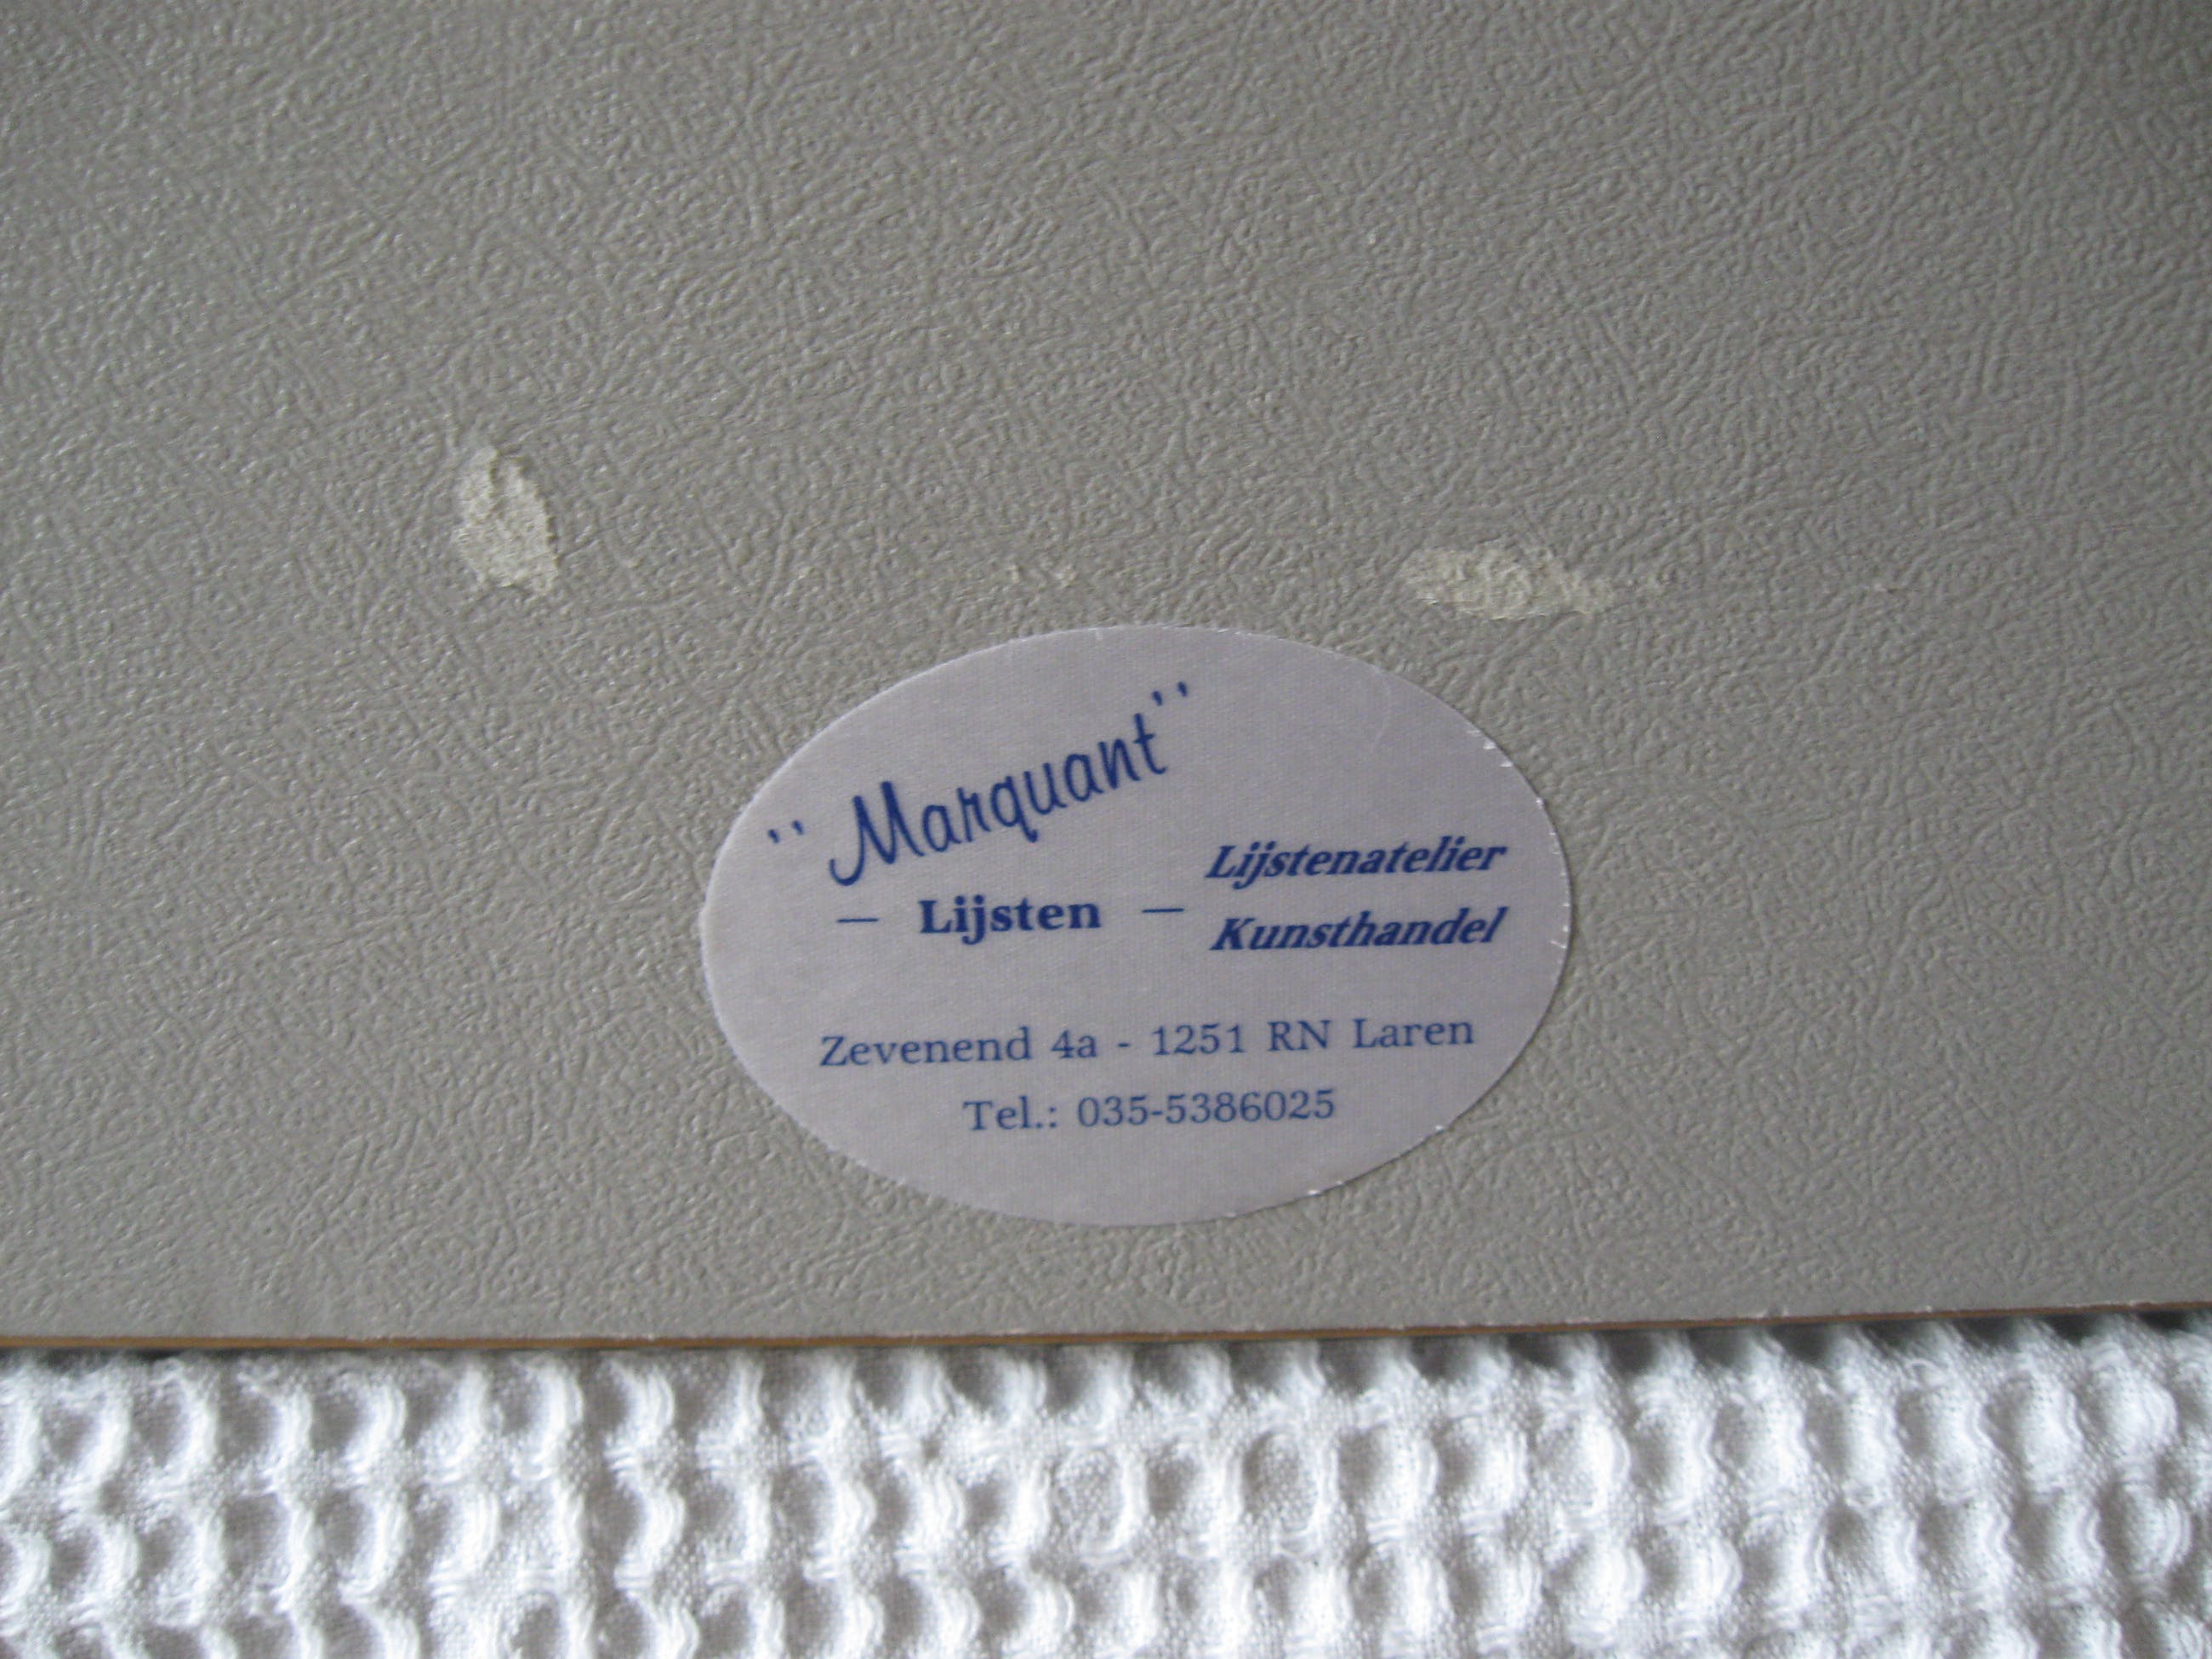 ''Marquant''
— Lijsten —
Lijstenatelier
Kunsthandel
Zevenend 4a - 1251 RN Laren
Tel.: 035-5386025